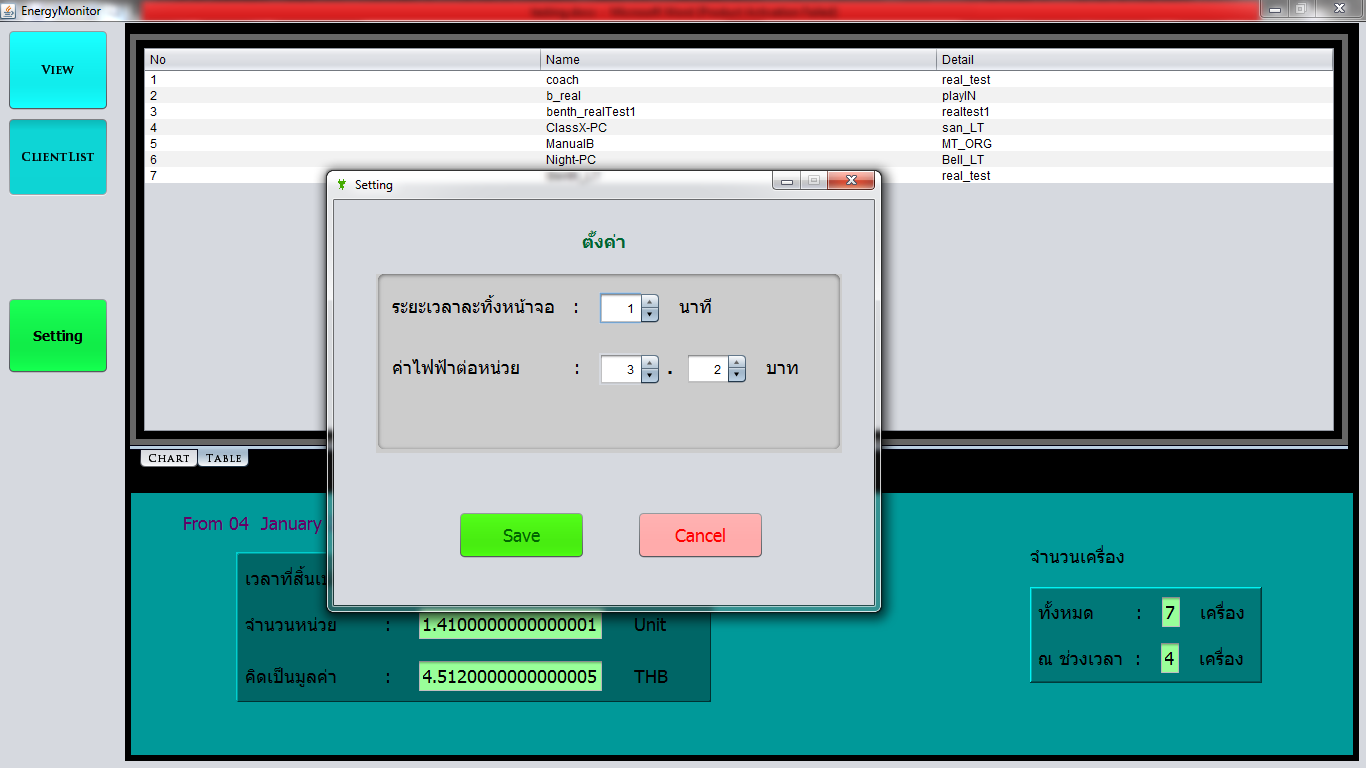 EnergyMonitor
VIEW
CLIENTLIST
Setting
No Name Detail
1 coach real_test
2 b_real playIN
3 benth_realTest1 realtest1
4 ClassX-PC san_LT
5 ManualB MT_ORG
6 Night-PC Bell_LT
7 real_test
Setting
ตั้งค่า
ระยะเวลาละทิ้งหน้าจอ : 1 นาที
ค่าไฟฟ้าต่อหน่วย : 3 . 2 บาท
Save Cancel
CHART TABLE
From 04 January
เวลาที่สิ้น
จำนวนหน่วย : 1.4100000000000001 Unit
คิดเป็นมูลค่า : 4.5120000000000005 THB
จำนวนเครื่อง
ทั้งหมด : 7 เครื่อง
ณ ช่วงเวลา : 4 เครื่อง